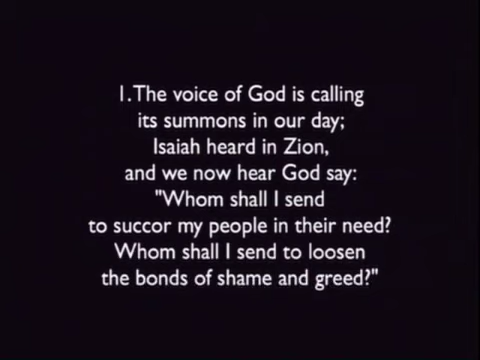 1. The voice of God is calling
its summons in our day;
Isaiah heard in Zion,
and we now hear God say:
"Whom shall I send
to succor my people in their need?
Whom shall I send to loosen
the bonds of shame and greed?"